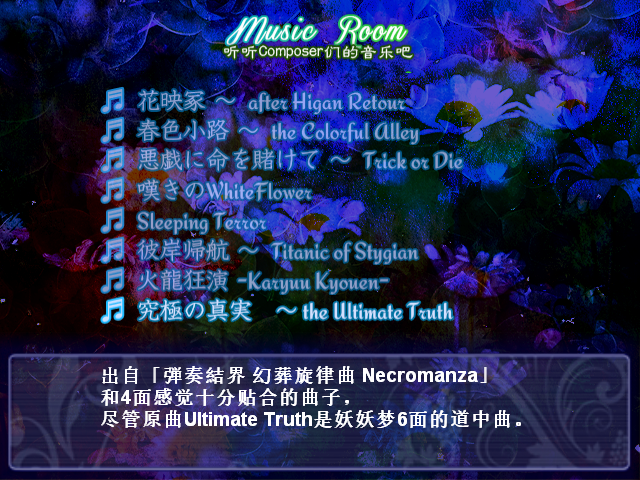 Music Room
听听Composer们的音乐吧
花映冢 ～ after Higan Retour
春色小路 ～ the Colorful Alley
悪戯に命を賭けて ～ Trick or Die
嘆きのWhiteFlower
Sleeping Terror
彼岸帰航 ～ Titanic of Stygian
火龍狂演 -Karyuu Kyouen-
究極の真実 ～ the Ultimate Truth
出自「弾奏結界 幻葬旋律曲 Necromanza」
和4面感觉十分贴合的曲子，
尽管原曲Ultimate Truth是妖妖梦6面的道中曲。